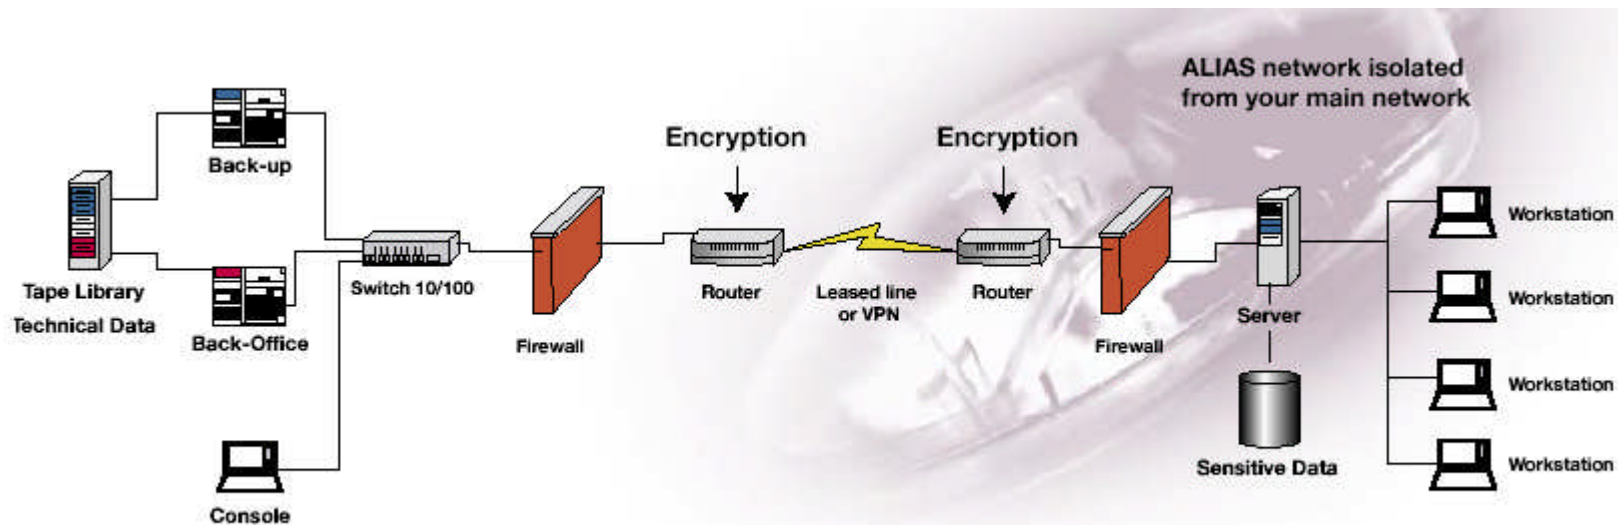 ALIAS network isolated
from your main network
Encryption
Encryption
Back-up
Tape Library
Technical Data
Back-Office
Switch 10/100
Console
Firewall
Router
Leased line
or VPN
Router
Firewall
Server
Sensitive Data
Workstation
Workstation
Workstation
Workstation